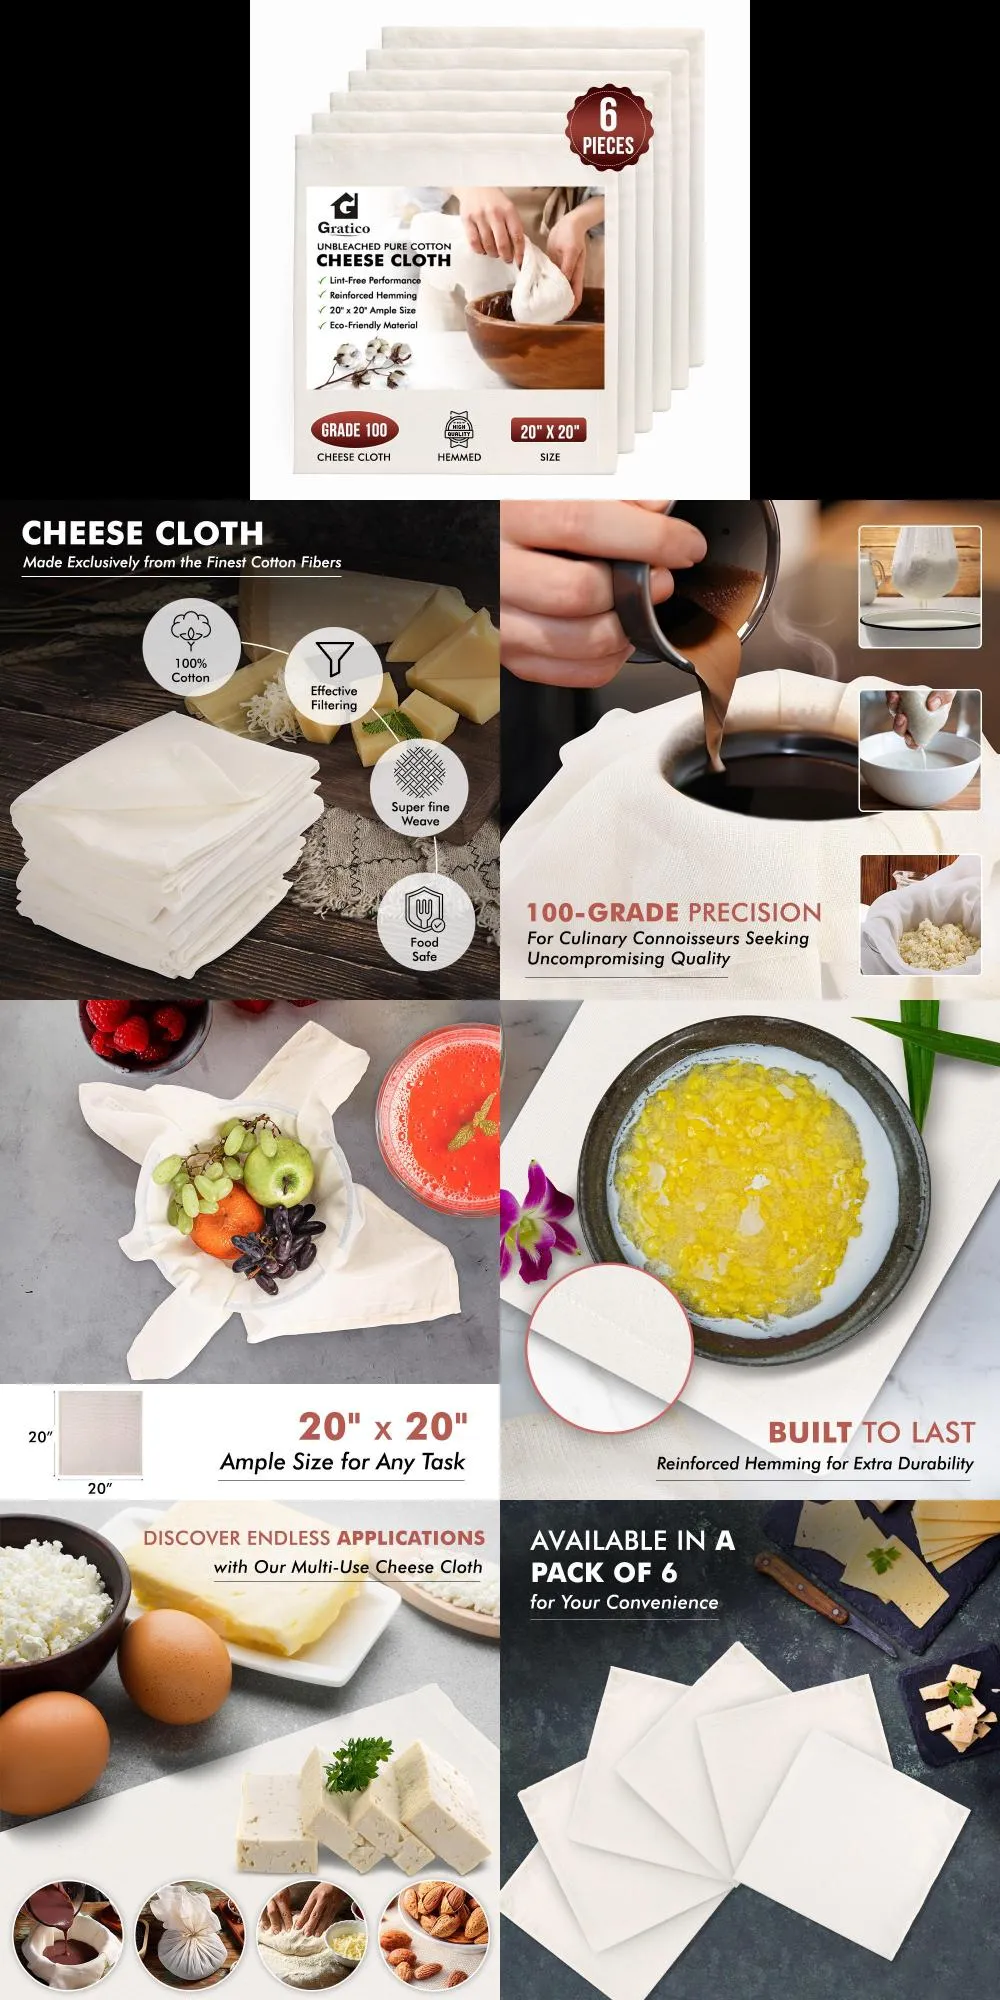 6
PIECES
Gratico
UNBLEACHED PURE COTTON
CHEESE CLOTH
✓ Lint-Free Performance
✓ Reinforced Hemming
✓ 20" x 20" Ample Size
✓ Eco-Friendly Material
GRADE 100
HIGH
QUALITY
20" X 20"
CHEESE CLOTH
HEMMED
SIZE
CHEESE CLOTH
Made Exclusively from the Finest Cotton Fibers
100%
Cotton
Effective
Filtering
Super fine
Weave
Food
Safe
100-GRADE PRECISION
For Culinary Connoisseurs Seeking
Uncompromising Quality
20"
20"
20" x 20"
Ample Size for Any Task
BUILT TO LAST
Reinforced Hemming for Extra Durability
DISCOVER ENDLESS APPLICATIONS
with Our Multi-Use Cheese Cloth
AVAILABLE IN A
PACK OF 6
for Your Convenience